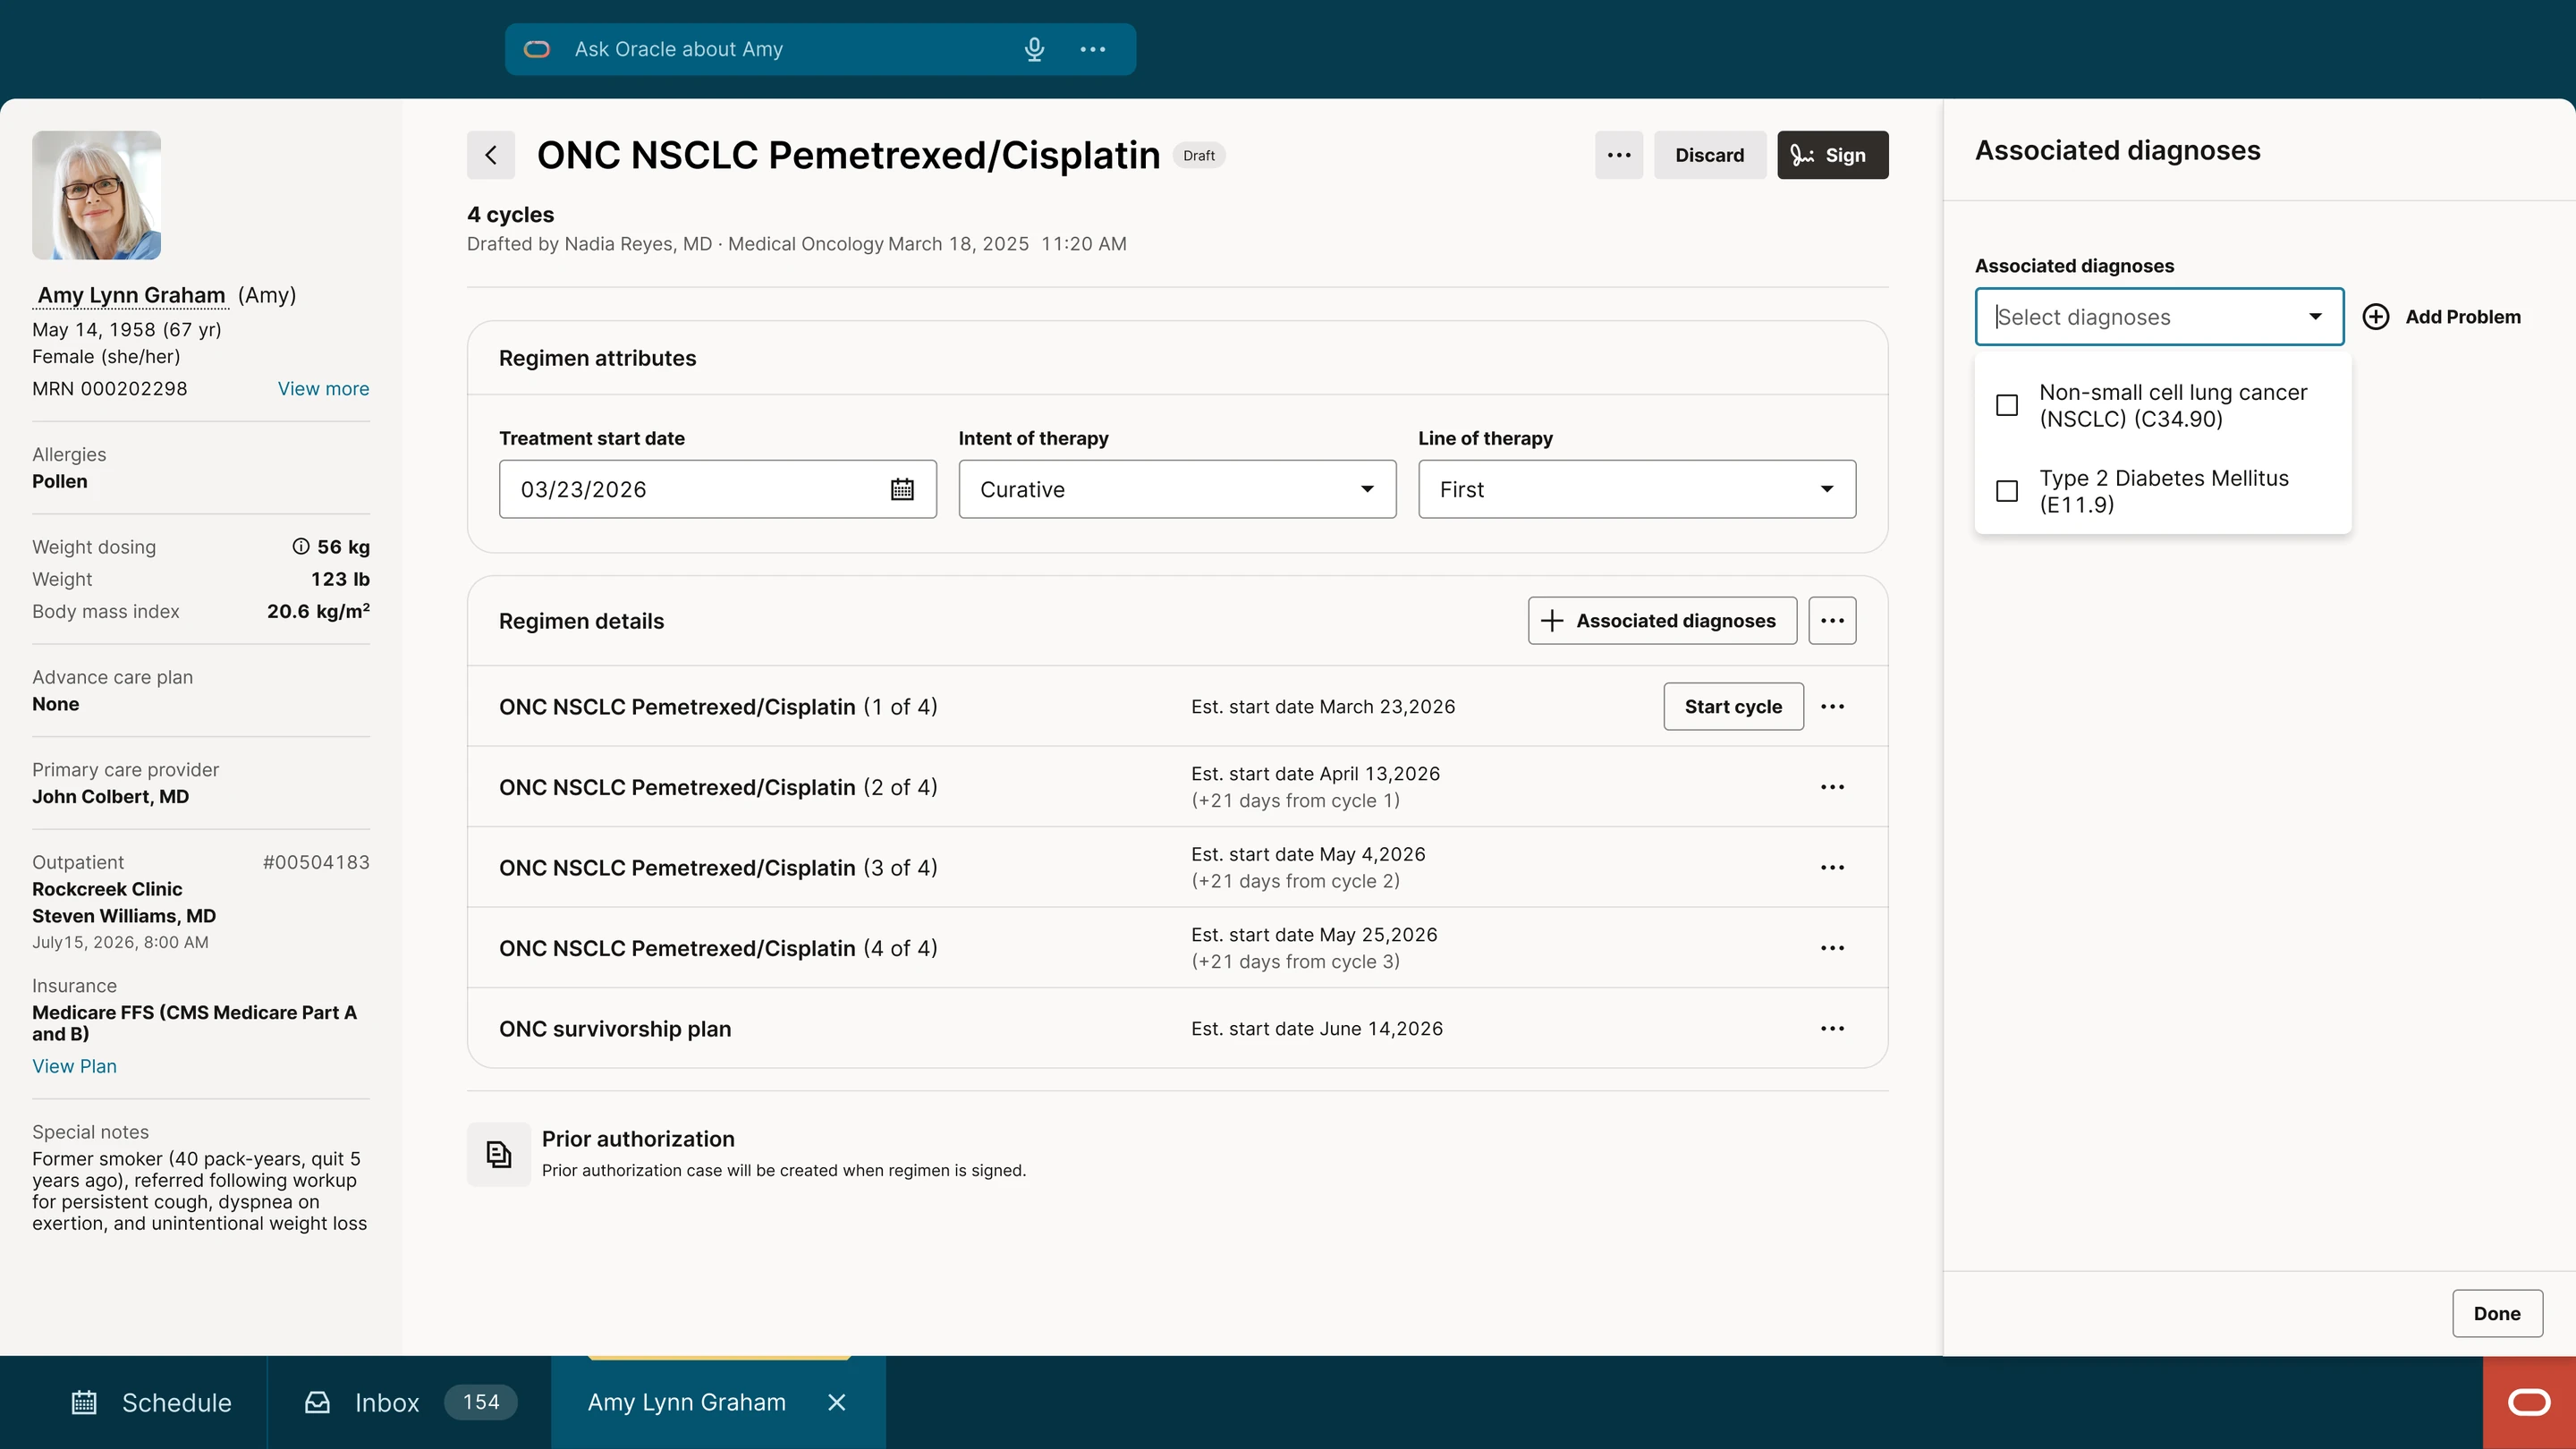 Ask Oracle about Amy
Amy Lynn Graham (Amy)
May 14, 1958 (67 yr)
Female (she/her)
MRN 000202298 View more
Allergies
Pollen
Weight dosing 56 kg
Weight 123 lb
Body mass index 20.6 kg/m²
Advance care plan
None
Primary care provider
John Colbert, MD
Outpatient #00504183
Rockcreek Clinic
Steven Williams, MD
July15, 2026, 8:00 AM
Insurance
Medicare FFS (CMS Medicare Part A
and B)
View Plan
Special notes
Former smoker (40 pack-years, quit 5
years ago), referred following workup
for persistent cough, dyspnea on
exertion, and unintentional weight loss
ONC NSCLC Pemetrexed/Cisplatin Draft
Discard Sign
4 cycles
Drafted by Nadia Reyes, MD · Medical Oncology March 18, 2025 11:20 AM
Regimen attributes
Treatment start date Intent of therapy Line of therapy
03/23/2026 Curative First
Regimen details Associated diagnoses
ONC NSCLC Pemetrexed/Cisplatin (1 of 4) Est. start date March 23,2026 Start cycle
ONC NSCLC Pemetrexed/Cisplatin (2 of 4) Est. start date April 13,2026
(+21 days from cycle 1)
ONC NSCLC Pemetrexed/Cisplatin (3 of 4) Est. start date May 4,2026
(+21 days from cycle 2)
ONC NSCLC Pemetrexed/Cisplatin (4 of 4) Est. start date May 25,2026
(+21 days from cycle 3)
ONC survivorship plan Est. start date June 14,2026
Prior authorization
Prior authorization case will be created when regimen is signed.
Associated diagnoses
Associated diagnoses
Select diagnoses Add Problem
Non-small cell lung cancer
(NSCLC) (C34.90)
Type 2 Diabetes Mellitus
(E11.9)
Done
Schedule Inbox 154 Amy Lynn Graham